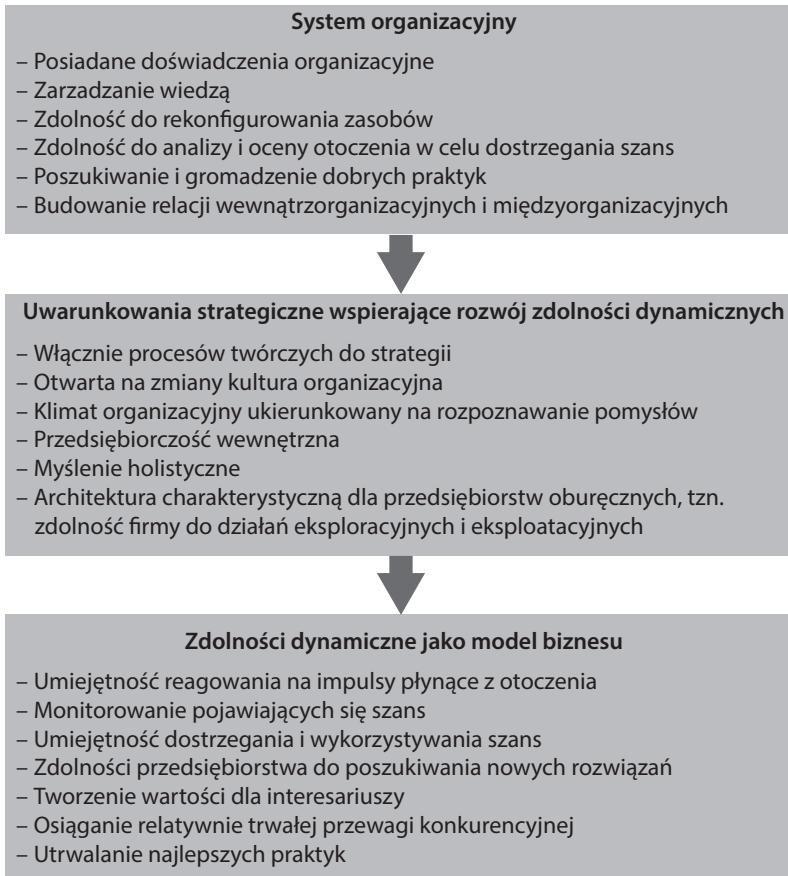 System organizacyjny
– Posiadane doświadczenia organizacyjne
– Zarzadzanie wiedzą
– Zdolność do rekonfigurowania zasobów
– Zdolność do analizy i oceny otoczenia w celu dostrzegania szans
– Poszukiwanie i gromadzenie dobrych praktyk
– Budowanie relacji wewnątrzorganizacyjnych i międzyorganizacyjnych
Uwarunkowania strategiczne wspierające rozwój zdolności dynamicznych
– Włącznie procesów twórczych do strategii
– Otwarta na zmiany kultura organizacyjna
– Klimat organizacyjny ukierunkowany na rozpoznawanie pomysłów
– Przedsiębiorczość wewnętrzna
– Myślenie holistyczne
– Architektura charakterystyczną dla przedsiębiorstw oburęcznych, tzn.
zdolność firmy do działań eksploracyjnych i eksploatacyjnych
Zdolności dynamiczne jako model biznesu
– Umiejętność reagowania na impulsy płynące z otoczenia
– Monitorowanie pojawiających się szans
– Umiejętność dostrzegania i wykorzystywania szans
– Zdolności przedsiębiorstwa do poszukiwania nowych rozwiązań
– Tworzenie wartości dla interesariuszy
– Osiąganie relatywnie trwałej przewagi konkurencyjnej
– Utrwalanie najlepszych praktyk